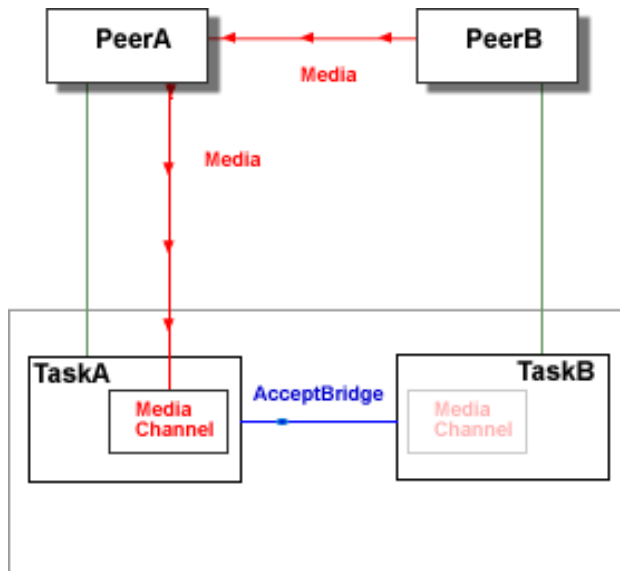 PeerA
PeerB
Media
Media
TaskA
TaskB
AcceptBridge
Media
Channel
Media
Channel